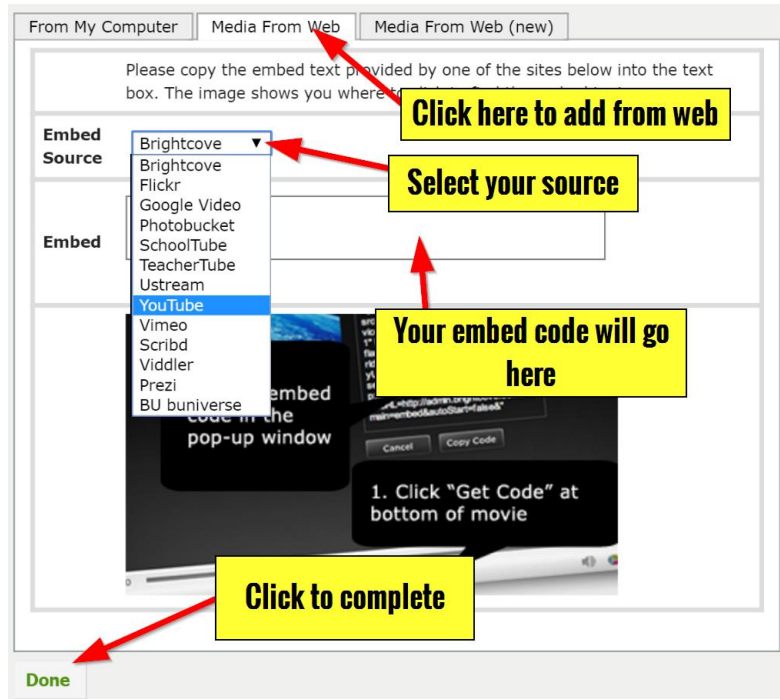 From My Computer
Media From Web
Media From Web (new)
Please copy the embed text provided by one of the sites below into the text
box. The image shows you where
Click here to add from web
Embed
Source
Brightcove
Select your source
Brightcove
Flickr
Google Video
Photobucket
SchoolTube
TeacherTube
Ustream
YouTube
Vimeo
Scribd
Viddler
Prezi
BU buniverse
Embed
Your embed code will go
here
embed
code in the
pop-up window
main=embed&autoStart=false&"
Cancel
Copy Code
1. Click "Get Code" at
bottom of movie
Click to complete
Done